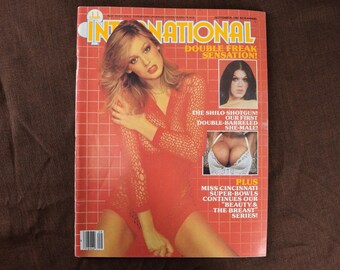 INTERNATIONAL
DOUBLE FREAK
SENSATION!
THE SHILO SHOTGUN!
OUR FIRST
DOUBLE-BARRELED
SHE-MALE!
PLUS
MISS CINCINNATI
SUPER-BOWLS
CONTINUES OUR
"BEAUTY &
THE BREAST"
SERIES!